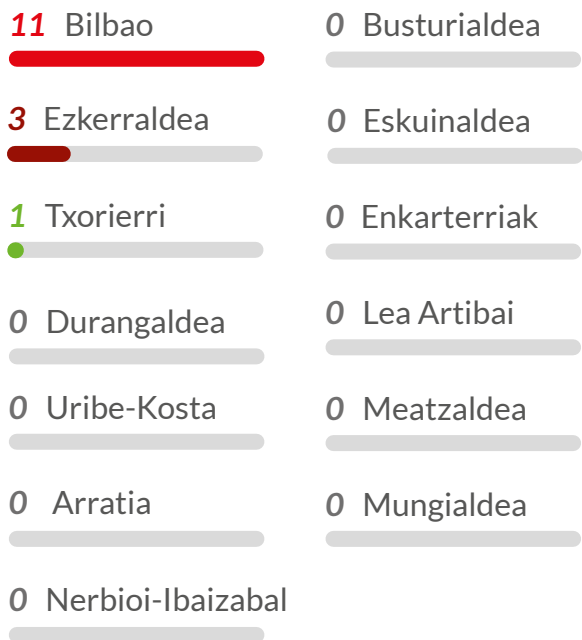 11 Bilbao
3 Ezkerraldea
1 Txorierri
0 Durangaldea
0 Uribe-Kosta
0 Arratia
0 Nerbioi-Ibaizabal
0 Busturialdea
0 Eskuinaldea
0 Enkarterriak
0 Lea Artibai
0 Meatzaldea
0 Mungialdea